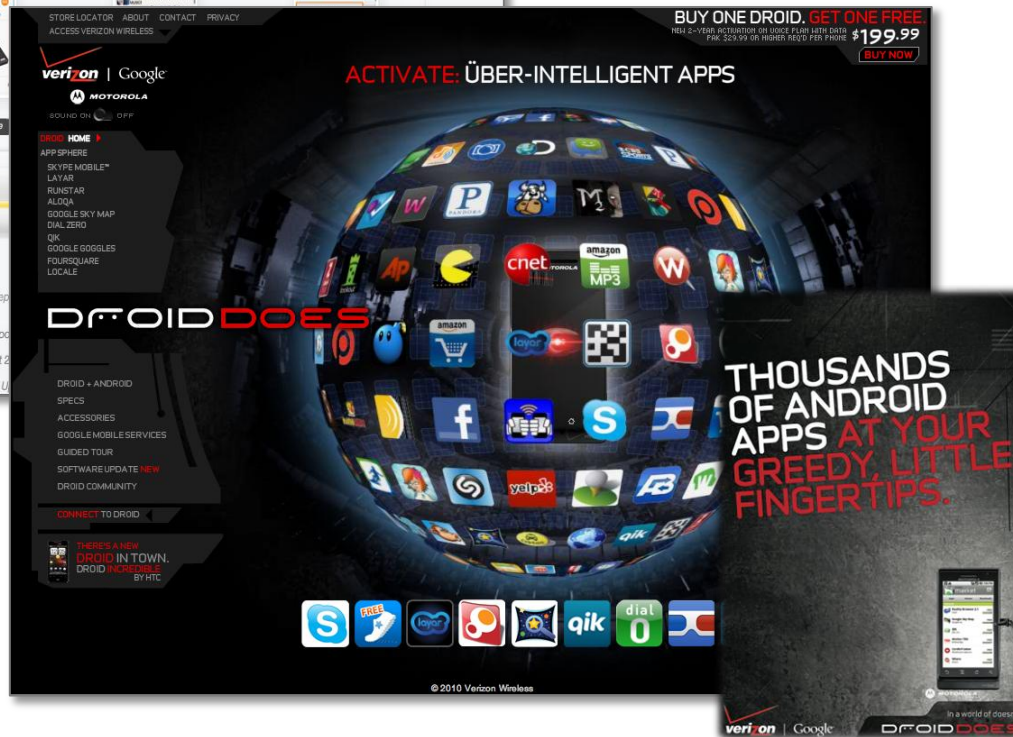 STORE LOCATOR ABOUT CONTACT PRIVACY
ACCESS VERIZON WIRELESS
BUY ONE DROID. GET ONE FREE.
NEW 2-YEAR ACTIVATION ON VOICE PLAN WITH DATA
PAK $29.99 OR HIGHER REQ'D PER PHONE
$199.99
BUY NOW
verizon | Google
MOTOROLA
SOUND ON OFF
ACTIVATE: ÜBER-INTELLIGENT APPS
DROID HOME
APP SPHERE
SKYPE MOBILE™
LAYAR
RUNSTAR
ALOQA
GOOGLE SKY MAP
DIAL ZERO
QIK
GOOGLE GOGGLES
FOURSQUARE
LOCALE
DROID DOES
DROID + ANDROID
SPECS
ACCESSORIES
GOOGLE MOBILE SERVICES
GUIDED TOUR
SOFTWARE UPDATE NEW
DROID COMMUNITY
CONNECT TO DROID
THERE'S A NEW
DROID IN TOWN.
DROID INCREDIBLE
BY HTC
P
PANDORA
W
AP
cnet
amazon
MP3
W
amazon
layar
f
S
yelp
qik
S
FREE
layar
qik
dial
0
© 2010 Verizon Wireless
THOUSANDS
OF ANDROID
APPS AT YOUR
GREEDY, LITTLE
FINGERTIPS.
MOTOROLA
in a world of doesn't
verizon | Google DROID DOES